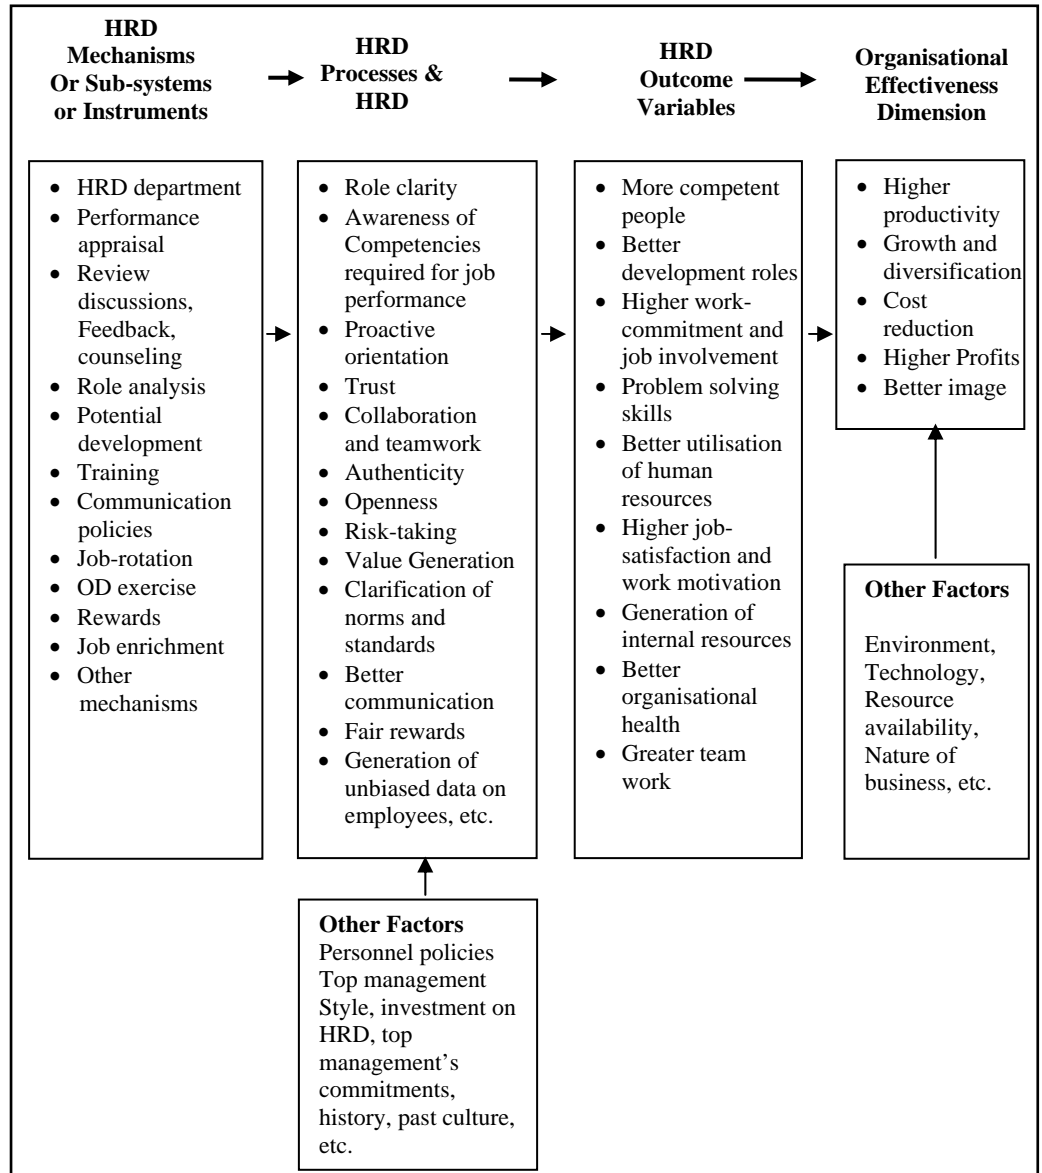 HRD
Mechanisms
Or Sub-systems
or Instruments
HRD
Processes &
HRD
HRD
Outcome
Variables
Organisational
Effectiveness
Dimension
• HRD department
• Performance
appraisal
• Review
discussions,
Feedback,
counseling
• Role analysis
• Potential
development
• Training
• Communication
policies
• Job-rotation
• OD exercise
• Rewards
• Job enrichment
• Other
mechanisms
• Role clarity
• Awareness of
Competencies
required for job
performance
• Proactive
orientation
• Trust
• Collaboration
and teamwork
• Authenticity
• Openness
• Risk-taking
• Value Generation
• Clarification of
norms and
standards
• Better
communication
• Fair rewards
• Generation of
unbiased data on
employees, etc.
• More competent
people
• Better
development roles
• Higher work-
commitment and
job involvement
• Problem solving
skills
• Better utilisation
of human
resources
• Higher job-
satisfaction and
work motivation
• Generation of
internal resources
• Better
organisational
health
• Greater team
work
• Higher
productivity
• Growth and
diversification
• Cost
reduction
• Higher Profits
• Better image
Other Factors
Environment,
Technology,
Resource
availability,
Nature of
business, etc.
Other Factors
Personnel policies
Top management
Style, investment on
HRD, top
management’s
commitments,
history, past culture,
etc.